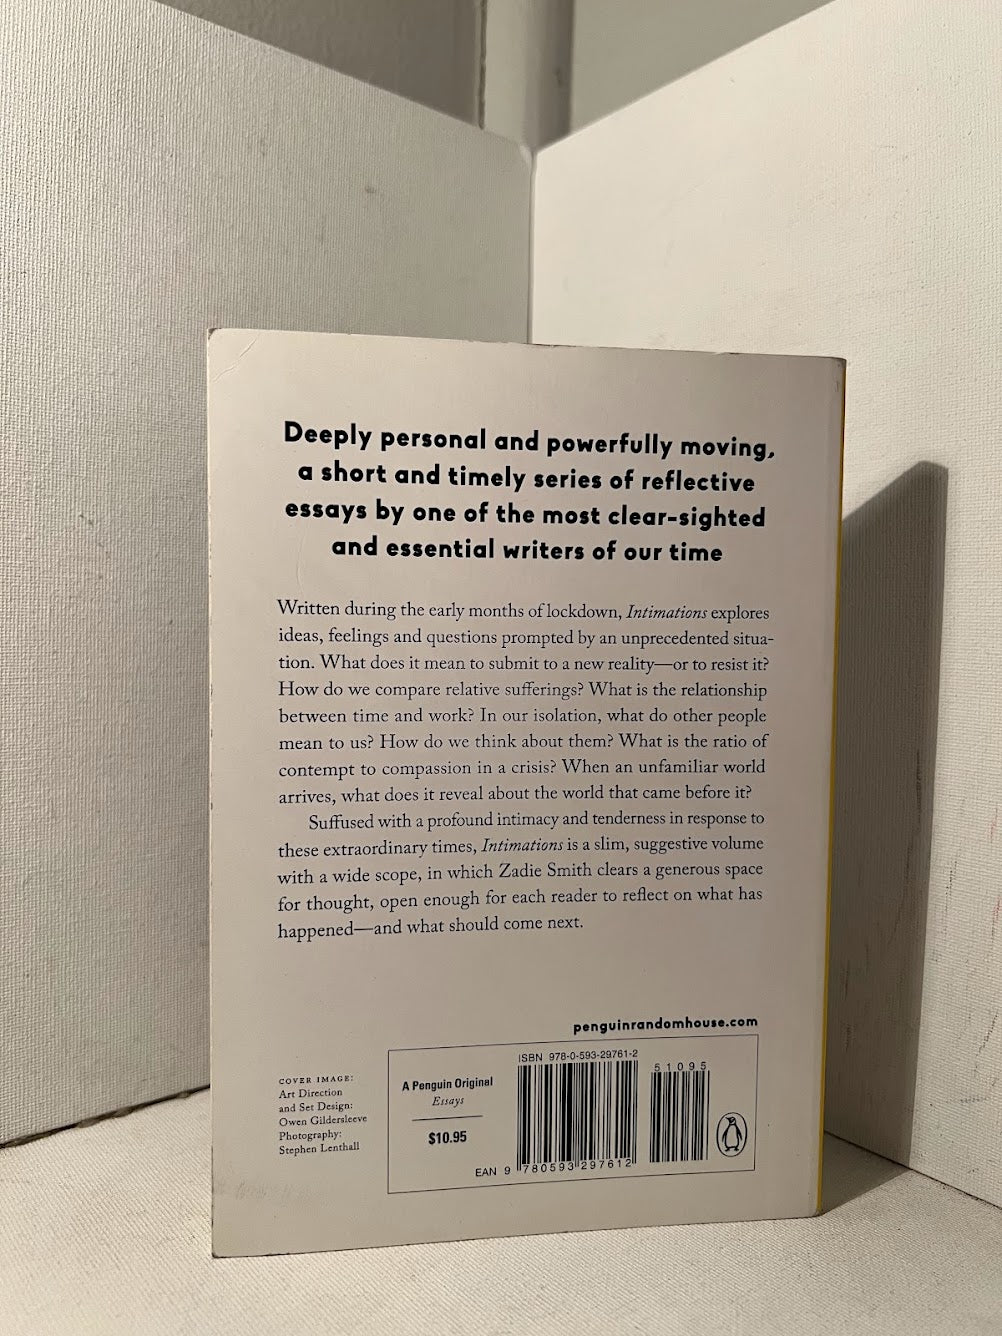 Deeply personal and powerfully moving,
a short and timely series of reflective
essays by one of the most clear-sighted
and essential writers of our time
Written during the early months of lockdown, Intimations explores
ideas, feelings and questions prompted by an unprecedented situa-
tion. What does it mean to submit to a new reality—or to resist it?
How do we compare relative sufferings? What is the relationship
between time and work? In our isolation, what do other people
mean to us? How do we think about them? What is the ratio of
contempt to compassion in a crisis? When an unfamiliar world
arrives, what does it reveal about the world that came before it?
Suffused with a profound intimacy and tenderness in response to
these extraordinary times, Intimations is a slim, suggestive volume
with a wide scope, in which Zadie Smith clears a generous space
for thought, open enough for each reader to reflect on what has
happened—and what should come next.
penguinrandomhouse.com
COVER IMAGE:
Art Direction
and Set Design:
Owen Gildersleeve
Photography:
Stephen Lenthall
A Penguin Original
Essays
$10.95
ISBN 978-0-593-29761-2
51095
EAN 9 780593 297612